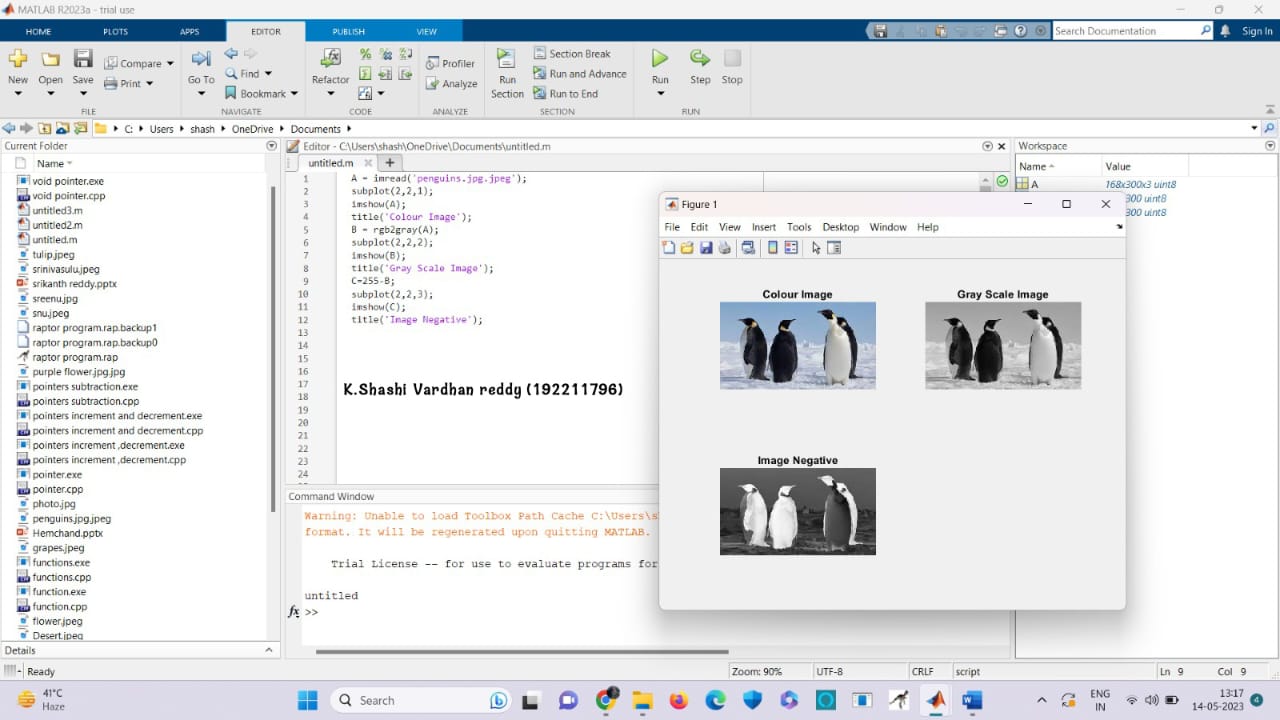 MATLAB R2023a - trial use
HOME PLOTS APPS EDITOR PUBLISH VIEW
Search Documentation
Sign In
New Open Save
Compare
Print
FILE
Go To
Find
Bookmark
NAVIGATE
Refactor
CODE
Profiler
Analyze
ANALYZE
Run Section
Section Break
Run and Advance
Run to End
SECTION
Run Step Stop
RUN
C: Users shash OneDrive Documents
Current Folder
Name
void pointer.exe
void pointer.cpp
untitled3.m
untitled2.m
untitled.m
tulip.jpeg
srinivasulu.jpeg
srikanth reddy.pptx
sreenu.jpg
snu.jpeg
raptor program.rap.backup1
raptor program.rap.backup0
raptor program.rap
purple flower.jpg.jpg
pointers subtraction.exe
pointers subtraction.cpp
pointers increment and decrement.exe
pointers increment and decrement.cpp
pointers increment ,decrement.exe
pointers increment ,decrement.cpp
pointer.exe
pointer.cpp
photo.jpg
penguins.jpg.jpeg
Hemchand.pptx
grapes.jpeg
functions.exe
functions.cpp
function.exe
function.cpp
flower.jpeg
Desert.jpeg
Details
Editor - C:\Users\shash\OneDrive\Documents\untitled.m
untitled.m
1 A = imread('penguins.jpg.jpeg');
2 subplot(2,2,1);
3 imshow(A);
4 title('Colour Image');
5 B = rgb2gray(A);
6 subplot(2,2,2);
7 imshow(B);
8 title('Gray Scale Image');
9 C=255-B;
10 subplot(2,2,3);
11 imshow(C);
12 title('Image Negative');
13
14
15
16
17
18
19
20
21
22
23
24
K.Shashi Vardhan reddy (192211796)
Command Window
Warning: Unable to load Toolbox Path Cache C:\Users\s
format. It will be regenerated upon quitting MATLAB.
Trial License -- for use to evaluate programs for
untitled
fx >>
Workspace
Name Value
A 168x300x3 uint8
300 uint8
300 uint8
Figure 1
File Edit View Insert Tools Desktop Window Help
Colour Image
Gray Scale Image
Image Negative
Ready
Zoom: 90% UTF-8 CRLF script Ln 9 Col 9
41°C
Haze
Search
ENG
IN
13:17
14-05-2023
4